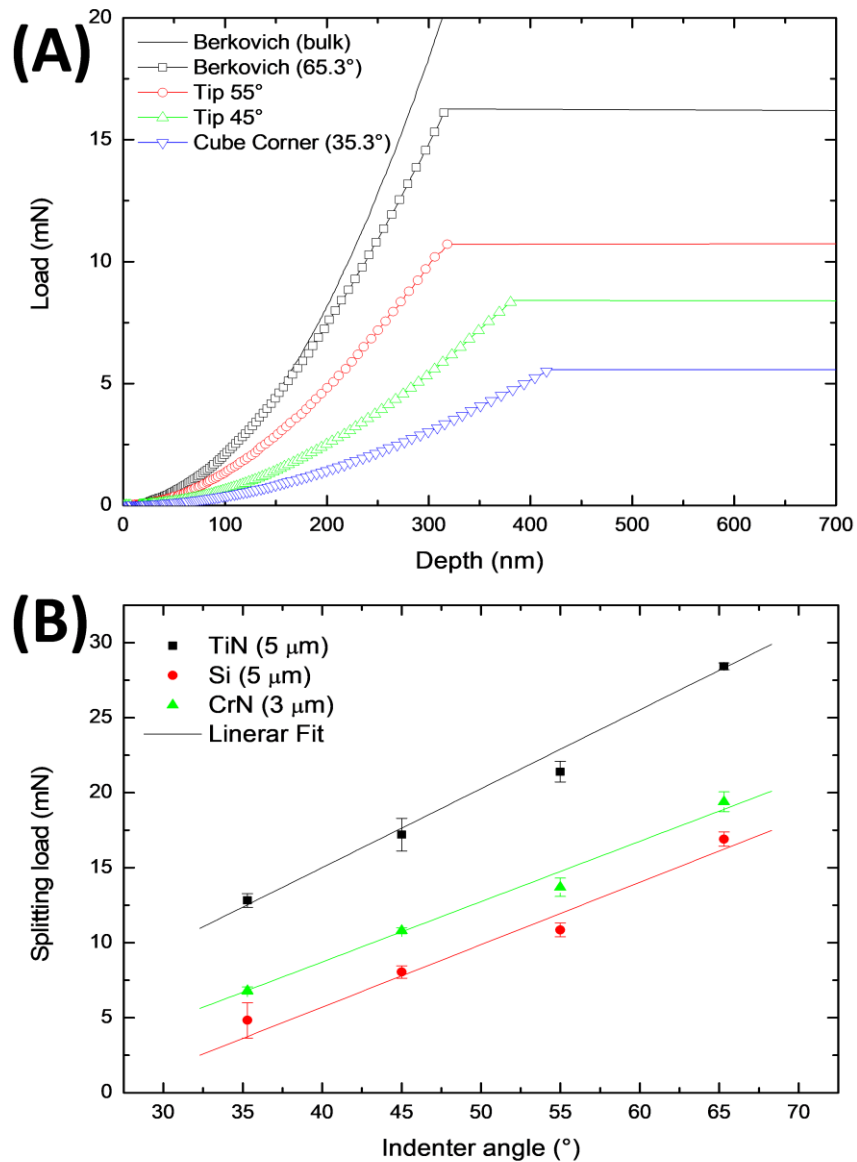 (A)
Berkovich (bulk)
Berkovich (65.3°)
Tip 55°
Tip 45°
Cube Corner (35.3°)
20
15
10
5
0
Load (mN)
0 100 200 300 400 500 600 700
Depth (nm)
(B)
TiN (5 μm)
Si (5 μm)
CrN (3 μm)
Linerar Fit
30
25
20
15
10
5
0
Splitting load (mN)
30 35 40 45 50 55 60 65 70
Indenter angle (°)